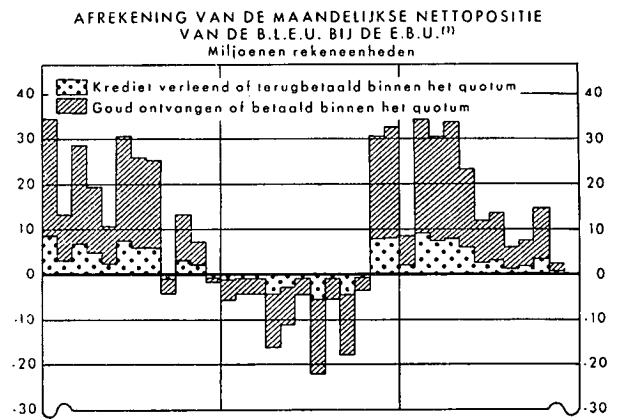 AFREKENING VAN DE MAANDELIJKSE NETTOPOSITIE
VAN DE B.L.E.U. BIJ DE E.B.U.(1)
Miljoenen rekeneenheden
Krediet verleend of terugbetaald binnen het quotum
Goud ontvangen of betaald binnen het quotum
40 40
30 30
20 20
10 10
0 0
-10 -10
-20 -20
-30 -30